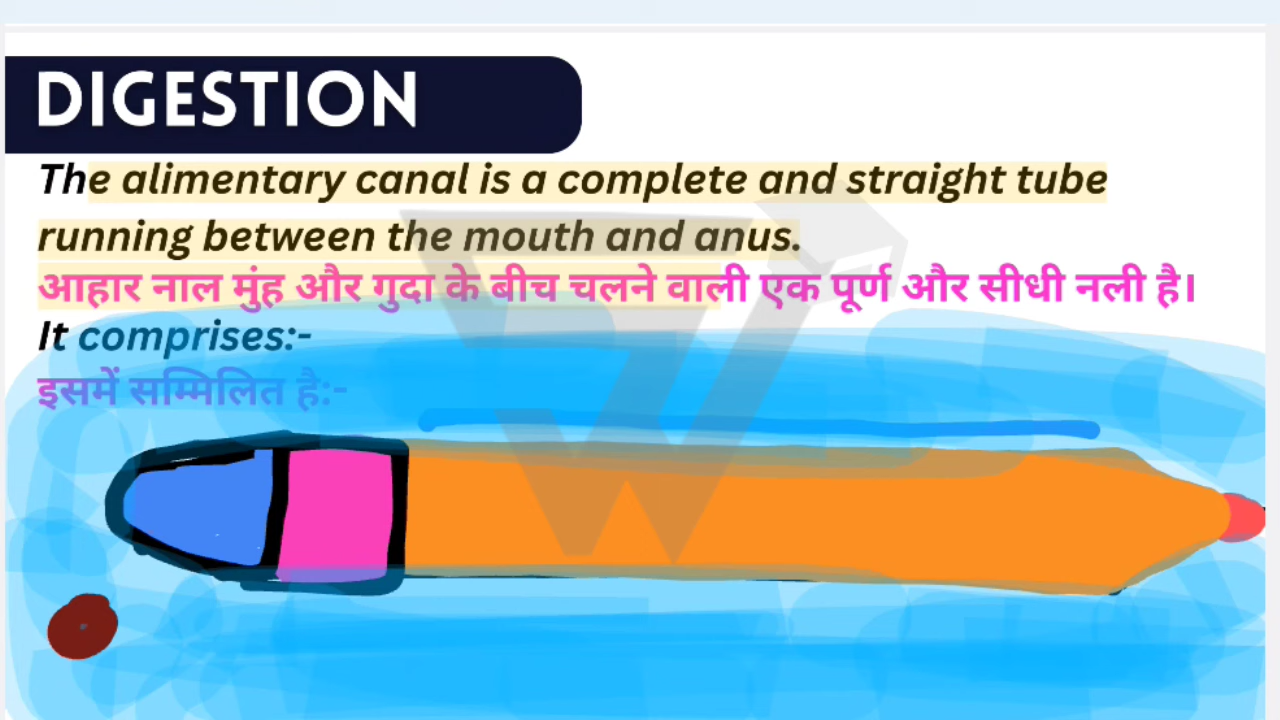 DIGESTION
The alimentary canal is a complete and straight tube
running between the mouth and anus.
आहार नाल मुंह और गुदा के बीच चलने वाली एक पूर्ण और सीधी नली है।
It comprises:-
इसमें सम्मिलित है:-